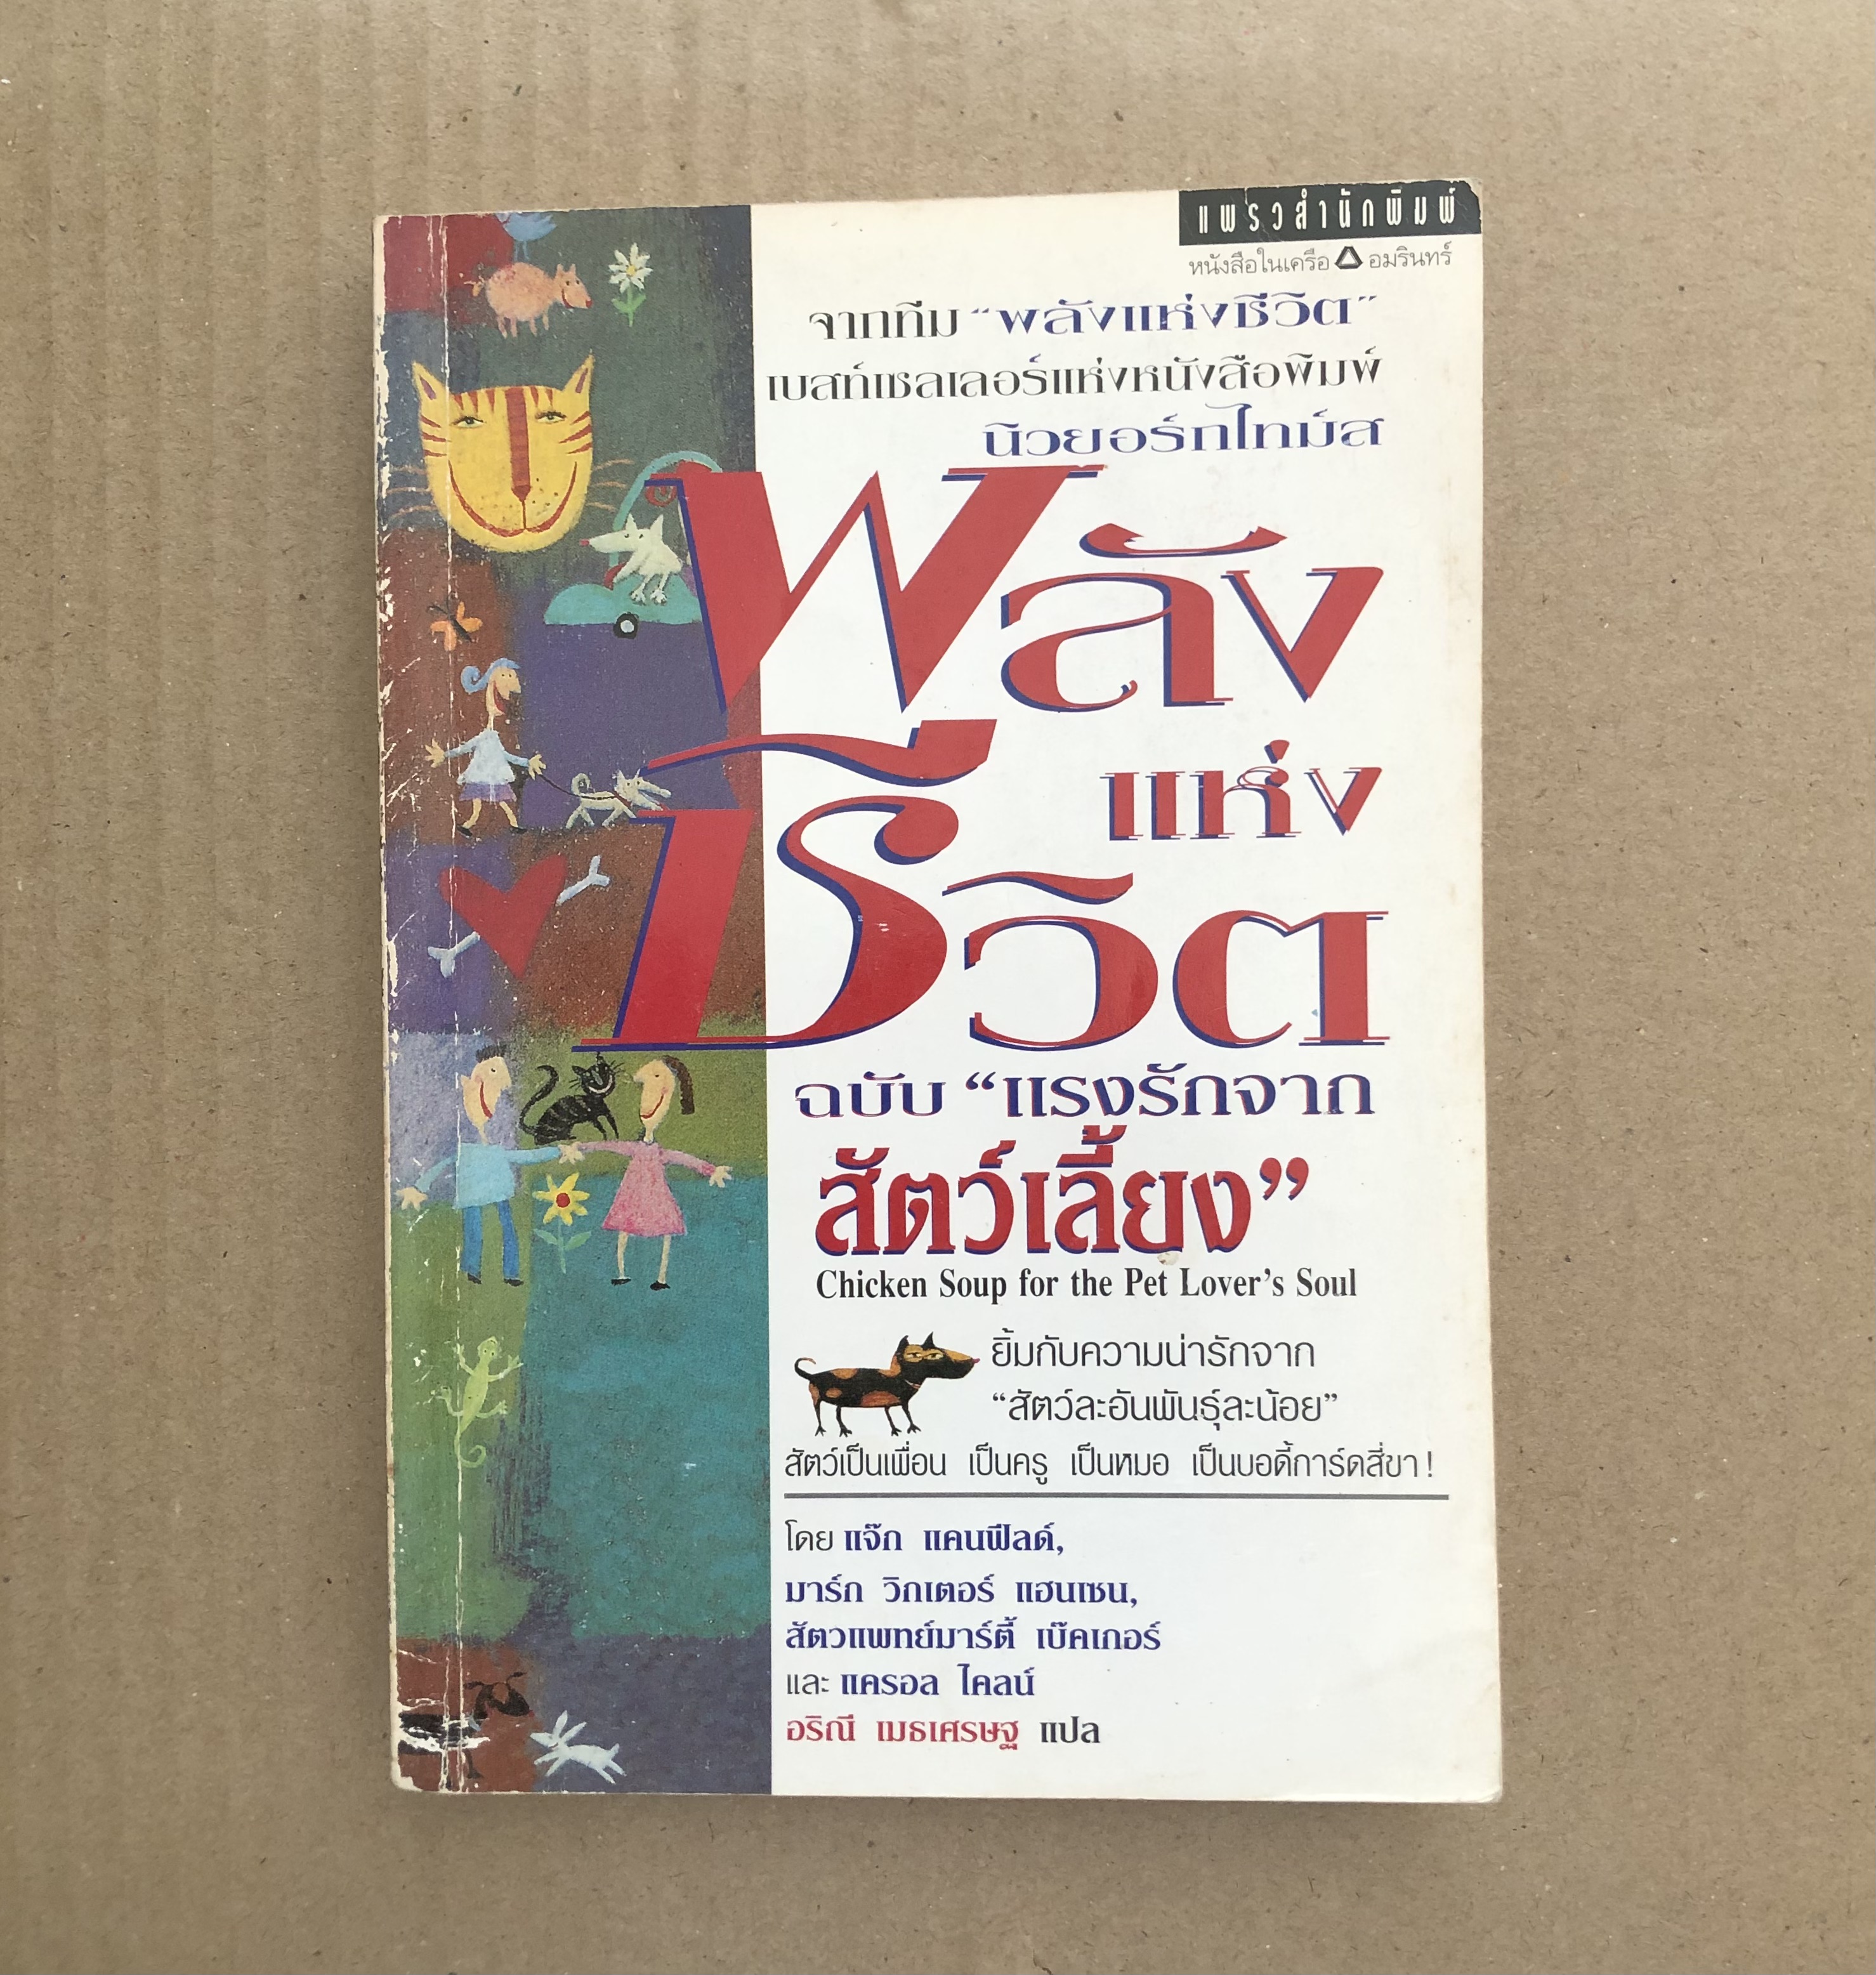 แพรวสำนักพิมพ์
หนังสือในเครือ อมรินทร์
จากทีม “พลังแห่งชีวิต”
เบสท์เซลเลอร์แห่งหนังสือพิมพ์
นิวยอร์กไทม์ส
พลัง
แห่ง
ชีวิต
ฉบับ “แรงรักจาก
สัตว์เลี้ยง”
Chicken Soup for the Pet Lover’s Soul
ยิ้มกับความน่ารักจาก
“สัตว์ละอันพันธุ์ละน้อย”
สัตว์เป็นเพื่อน เป็นครู เป็นหมอ เป็นบอดี้การ์ดสี่ขา!
โดย แจ๊ก แคนฟีลด์,
มาร์ก วิกเตอร์ แฮนเซน,
สัตวแพทย์มาร์ตี้ เบ๊คเกอร์
และ แครอล ไคลน์
อริณี เมธเศรษฐ แปล